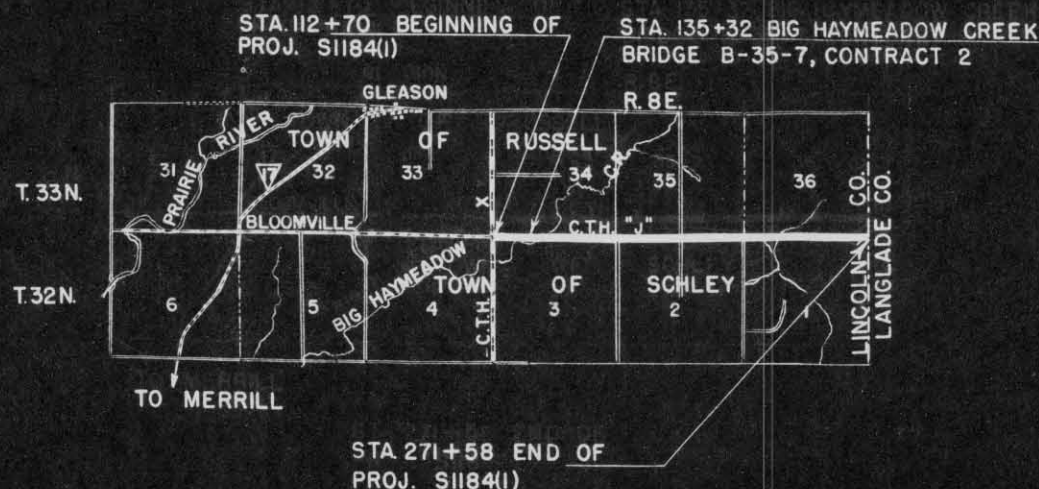 STA. 112+70 BEGINNING OF
PROJ. S1184(1)
STA. 135+32 BIG HAYMEADOW CREEK
BRIDGE B-35-7, CONTRACT 2
GLEASON
R. 8 E.
PRAIRIE RIVER
TOWN OF RUSSELL
31
17
32
33
34
35
36
T. 33 N.
X
CR.
BLOOMVILLE
C.T.H. "J"
LINCOLN CO.
LANGLADE CO.
T. 32 N.
BIG HAYMEADOW
TOWN OF SCHLEY
6
5
4
3
2
1
C.T.H.
TO MERRILL
STA. 271+58 END OF
PROJ. S1184(1)